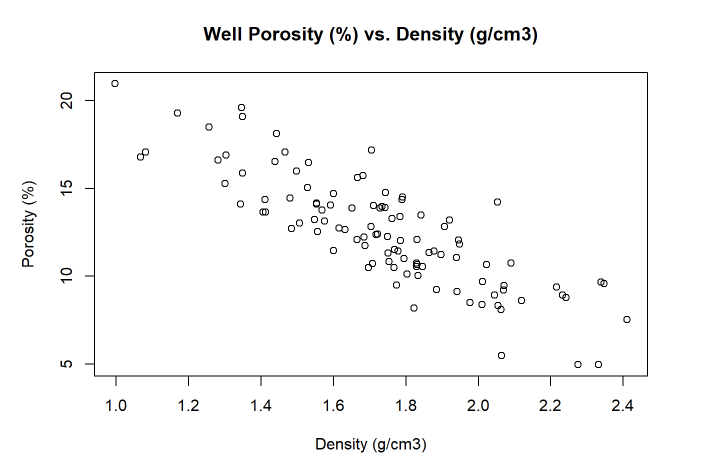 Well Porosity (%) vs. Density (g/cm3)
Porosity (%)
20
15
10
5
1.0 1.2 1.4 1.6 1.8 2.0 2.2 2.4
Density (g/cm3)